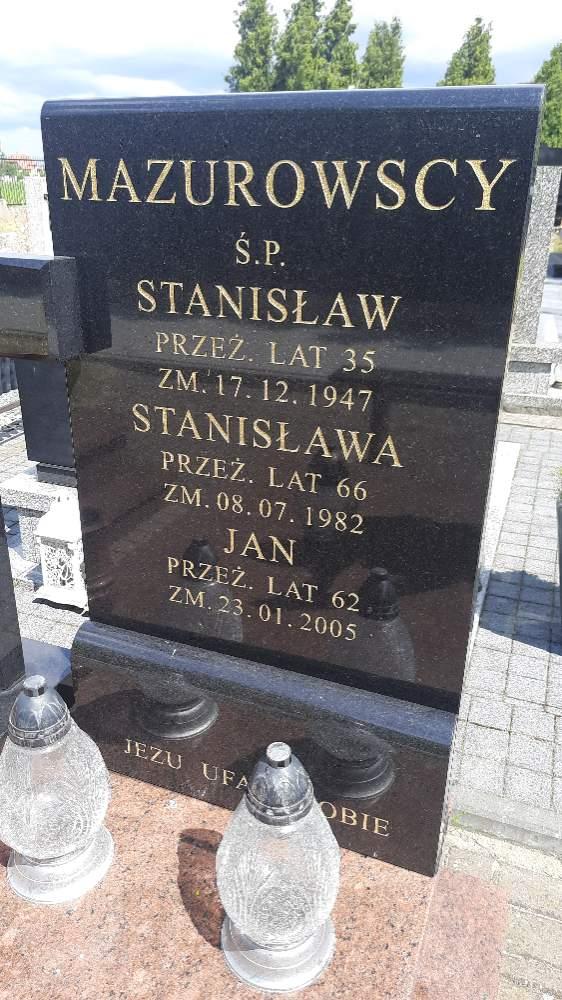 MAZUROWSCY
Ś.P.
STANISŁAW
PRZEŻ. LAT 35
ZM. 17. 12. 1947
STANISŁAWA
PRZEŻ. LAT 66
ZM. 08. 07. 1982
JAN
PRZEŻ. LAT 62
ZM. 23. 01. 2005
JEZU